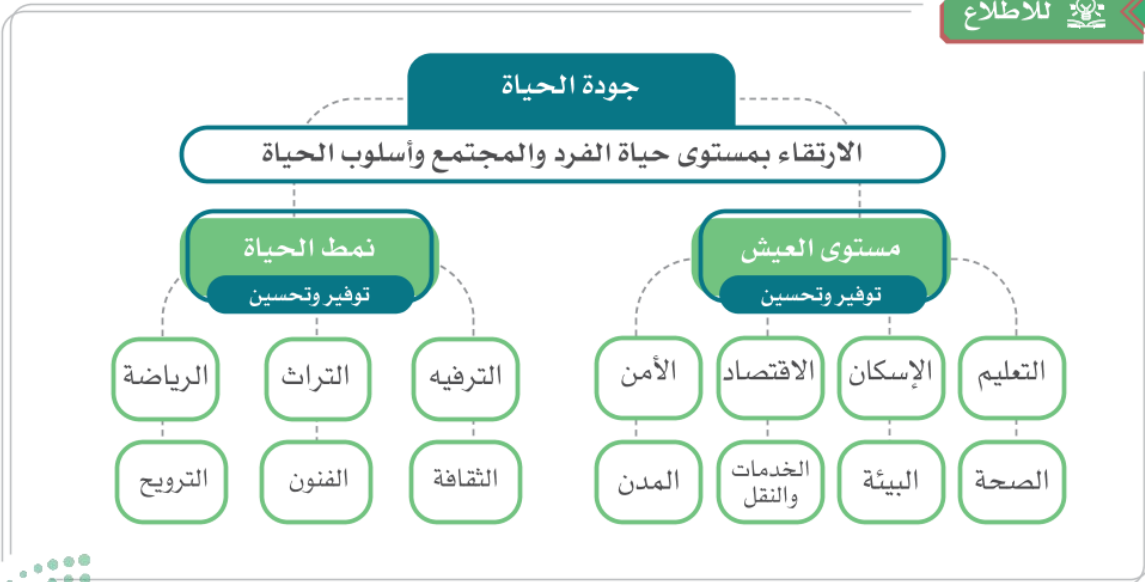 للاطلاع
جودة الحياة
الارتقاء بمستوى حياة الفرد والمجتمع وأسلوب الحياة
مستوى العيش
توفير وتحسين
التعليم
الإسكان
الاقتصاد
الأمن
الصحة
البيئة
الخدمات
والنقل
المدن
نمط الحياة
توفير وتحسين
الترفيه
التراث
الرياضة
الثقافة
الفنون
الترويح